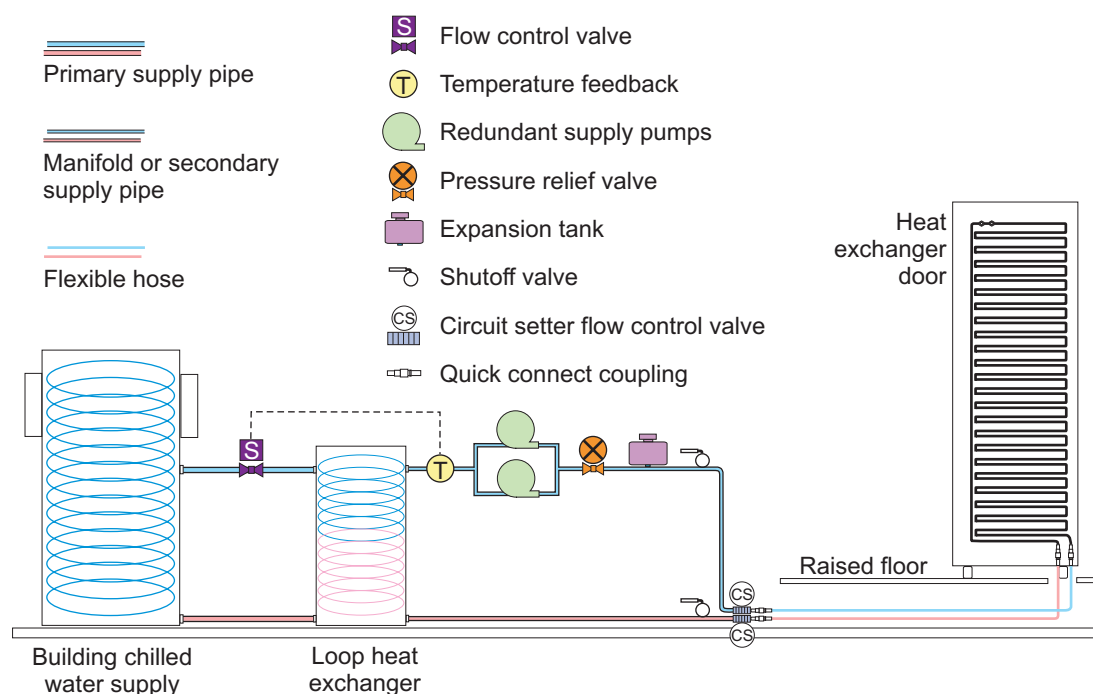 Primary supply pipe
Manifold or secondary
supply pipe
Flexible hose
S
Flow control valve
T
Temperature feedback
Redundant supply pumps
Pressure relief valve
Expansion tank
Shutoff valve
CS
Circuit setter flow control valve
Quick connect coupling
Heat
exchanger
door
S
T
Raised floor
CS
CS
Building chilled
water supply
Loop heat
exchanger